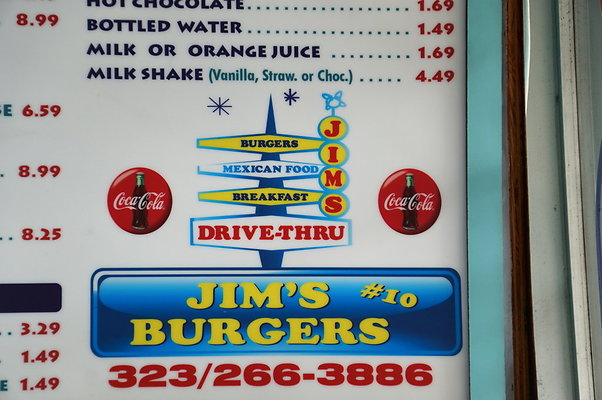 HOT CHOCOLATE.................... 1.69
8.99
BOTTLED WATER .................. 1.49
MILK OR ORANGE JUICE ...... 1.69
MILK SHAKE (Vanilla, Straw. or Choc.) ...... 4.49
6.59
8.99
8.25
3.29
1.49
1.49
BURGERS
MEXICAN FOOD
BREAKFAST
DRIVE-THRU
JIMS
Coca-Cola
Coca-Cola
JIM'S #10
BURGERS
323/266-3886